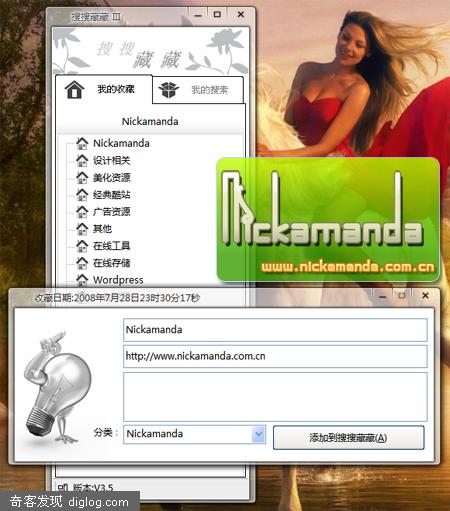 搜搜藏藏 III
搜搜
藏藏
我的收藏
我的搜索
Nickamanda
Nickamanda
设计相关
美化资源
经典酷站
广告资源
其他
在线工具
在线存储
Wordpress
Nickamanda
www.nickamanda.com.cn
收藏日期:2008年7月28日23时30分17秒
Nickamanda
http://www.nickamanda.com.cn
分类：
Nickamanda
添加到搜搜藏藏(A)
版本:V3.5
奇客发现 diglog.com